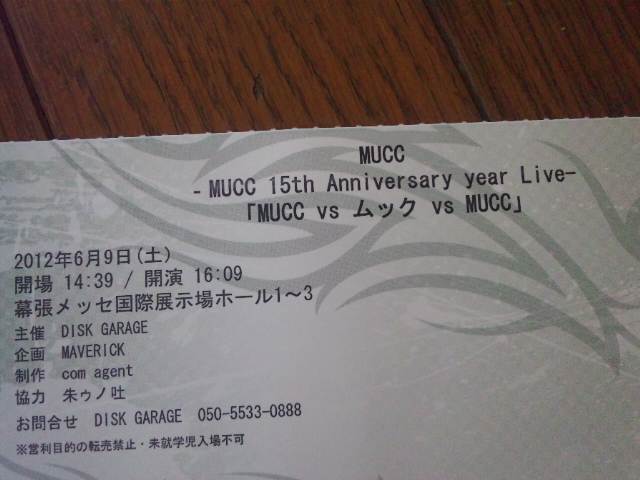 MUCC
- MUCC 15th Anniversary year Live-
「MUCC vs ムック vs MUCC」
2012年6月9日(土)
開場 14:39 / 開演 16:09
幕張メッセ国際展示場ホール1〜3
主催 DISK GARAGE
企画 MAVERICK
制作 com agent
協力 朱ゥノ吐
お問合せ DISK GARAGE 050-5533-0888
※営利目的の転売禁止・未就学児入場不可